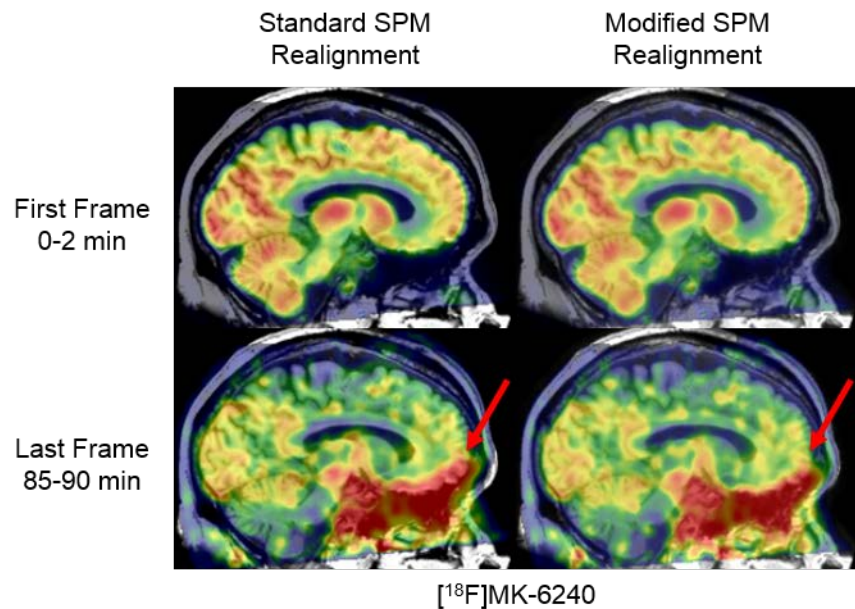 Standard SPM
Realignment
Modified SPM
Realignment
First Frame
0-2 min
Last Frame
85-90 min
[¹⁸F]MK-6240